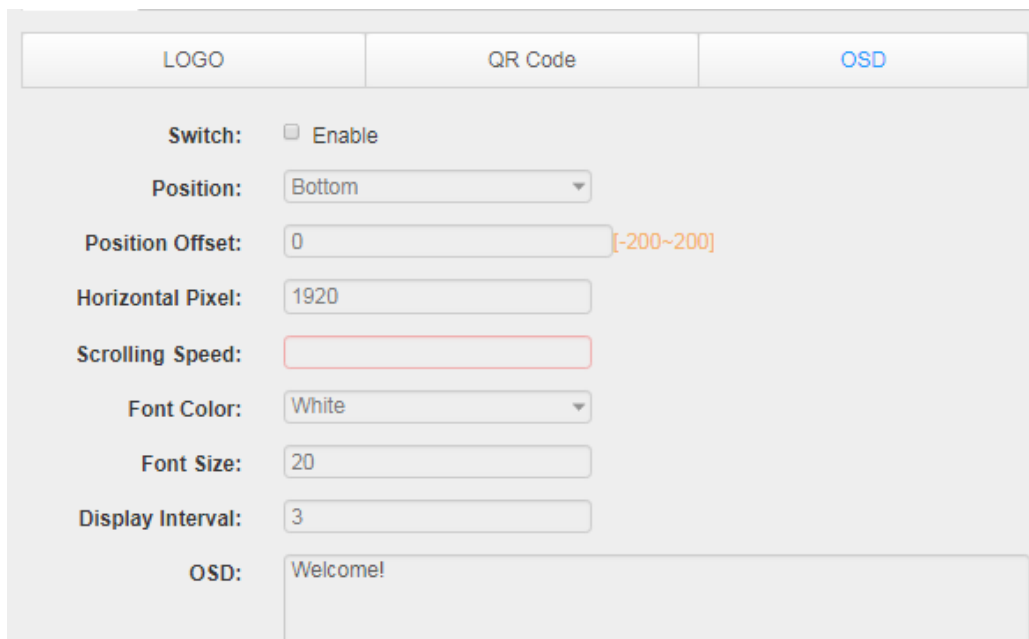 LOGO QR Code OSD
Switch: Enable
Position: Bottom
Position Offset: 0 [-200~200]
Horizontal Pixel: 1920
Scrolling Speed:
Font Color: White
Font Size: 20
Display Interval: 3
OSD: Welcome!